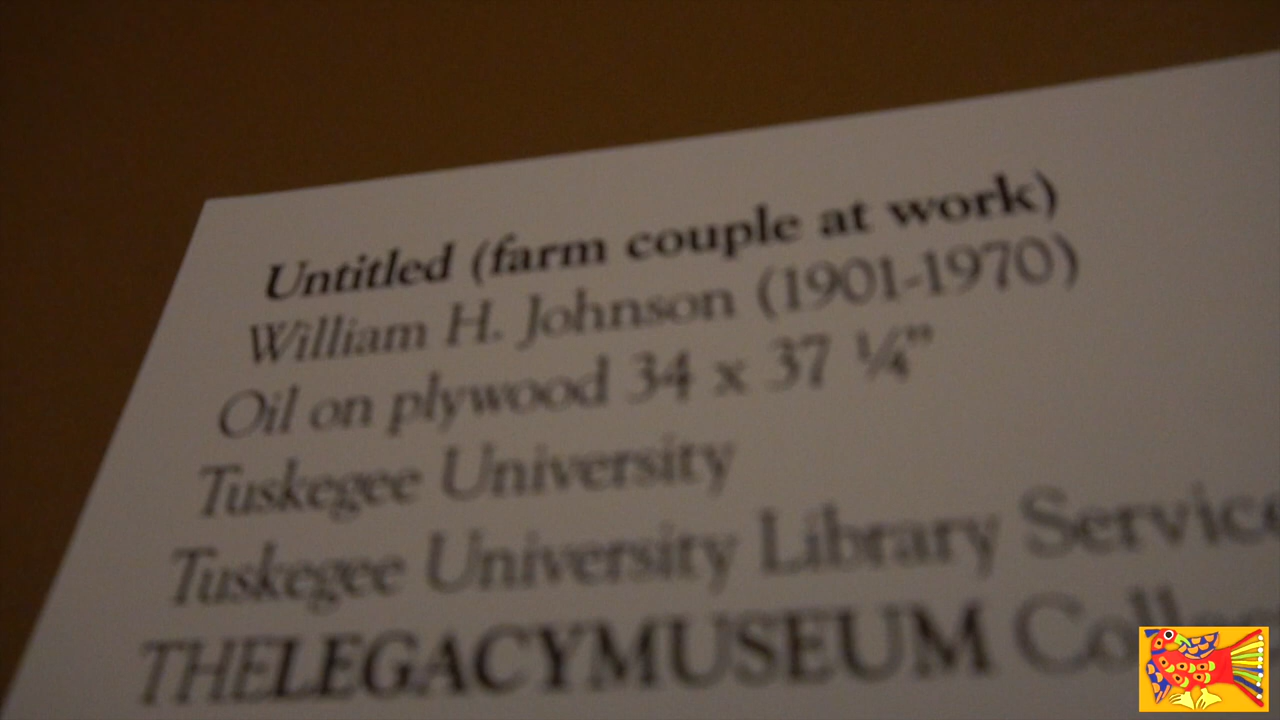 Untitled (farm couple at work)
William H. Johnson (1901-1970)
Oil on plywood 34 x 37 ¼"
Tuskegee University
Tuskegee University Library Service
THELEGACYMUSEUM